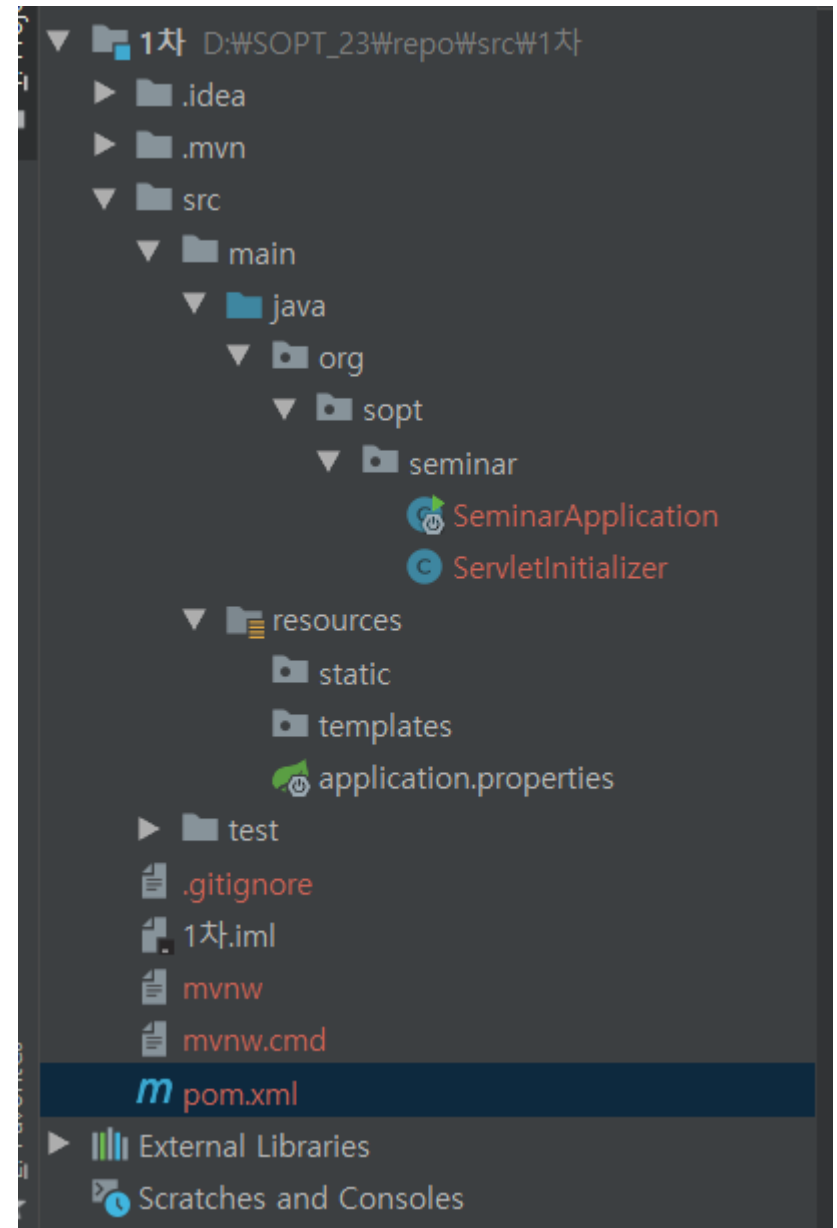 1차 D:₩SOPT_23₩repo₩src₩1차
.idea
.mvn
src
main
java
org
sopt
seminar
SeminarApplication
ServletInitializer
resources
static
templates
application.properties
test
.gitignore
1차.iml
mvnw
mvnw.cmd
pom.xml
External Libraries
Scratches and Consoles